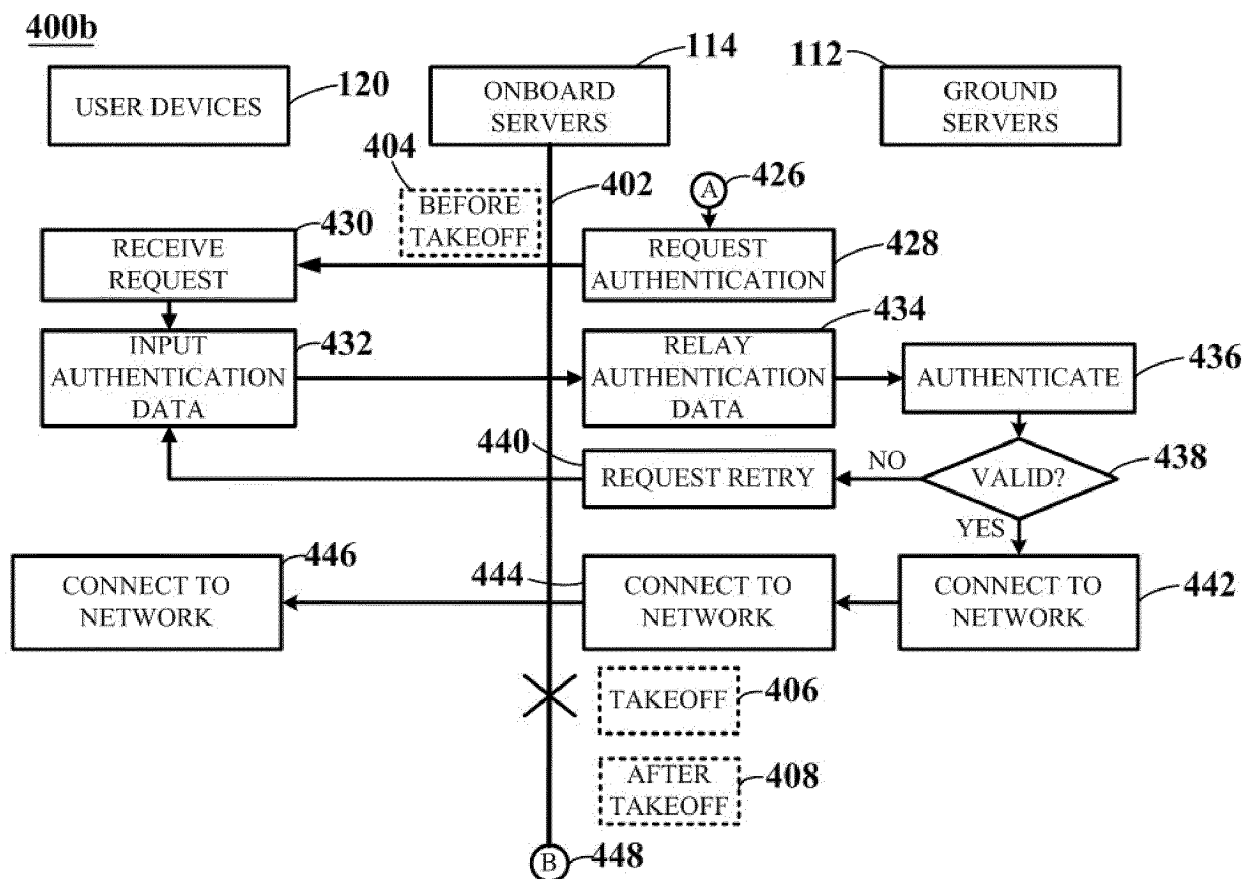 400b
114
112
USER DEVICES
120
ONBOARD
SERVERS
GROUND
SERVERS
404
402
A
426
BEFORE
TAKEOFF
430
RECEIVE
REQUEST
REQUEST
AUTHENTICATION
428
434
INPUT
AUTHENTICATION
DATA
432
RELAY
AUTHENTICATION
DATA
AUTHENTICATE
436
440
REQUEST RETRY
NO
VALID?
438
YES
446
CONNECT TO
NETWORK
444
CONNECT TO
NETWORK
CONNECT TO
NETWORK
442
TAKEOFF
406
AFTER
TAKEOFF
408
B
448